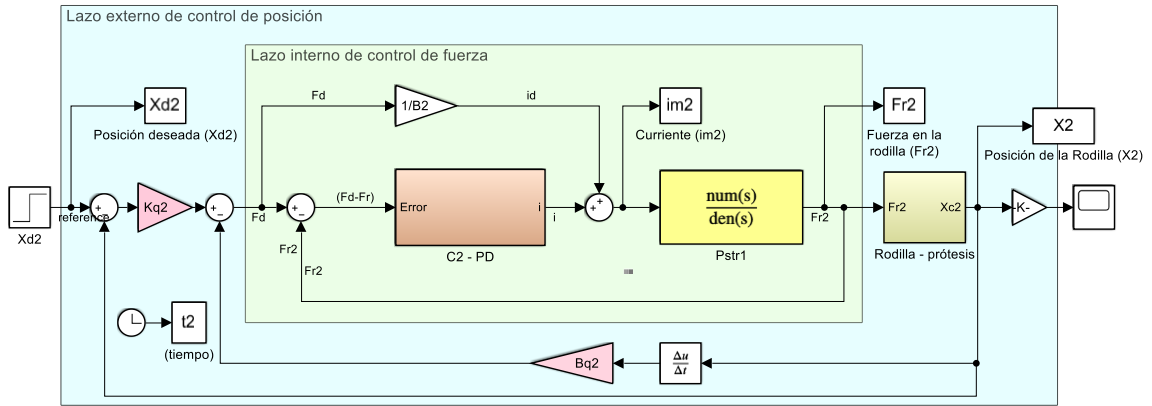 Lazo externo de control de posición
Lazo interno de control de fuerza
Xd2
Posición deseada (Xd2)
Fd
1/B2
id
im2
Curriente (im2)
Fr2
Fuerza en la
rodilla (Fr2)
X2
Posición de la Rodilla (X2)
Xd2
reference
+
−
Kq2
+
−
Fd
+
−
(Fd-Fr)
Error
i
C2 - PD
i
+
+
num(s)
den(s)
Pstr1
Fr2
Fr2
Xc2
Rodilla - prótesis
-K-
Fr2
Fr2
t2
(tiempo)
Bq2
Δu
Δt